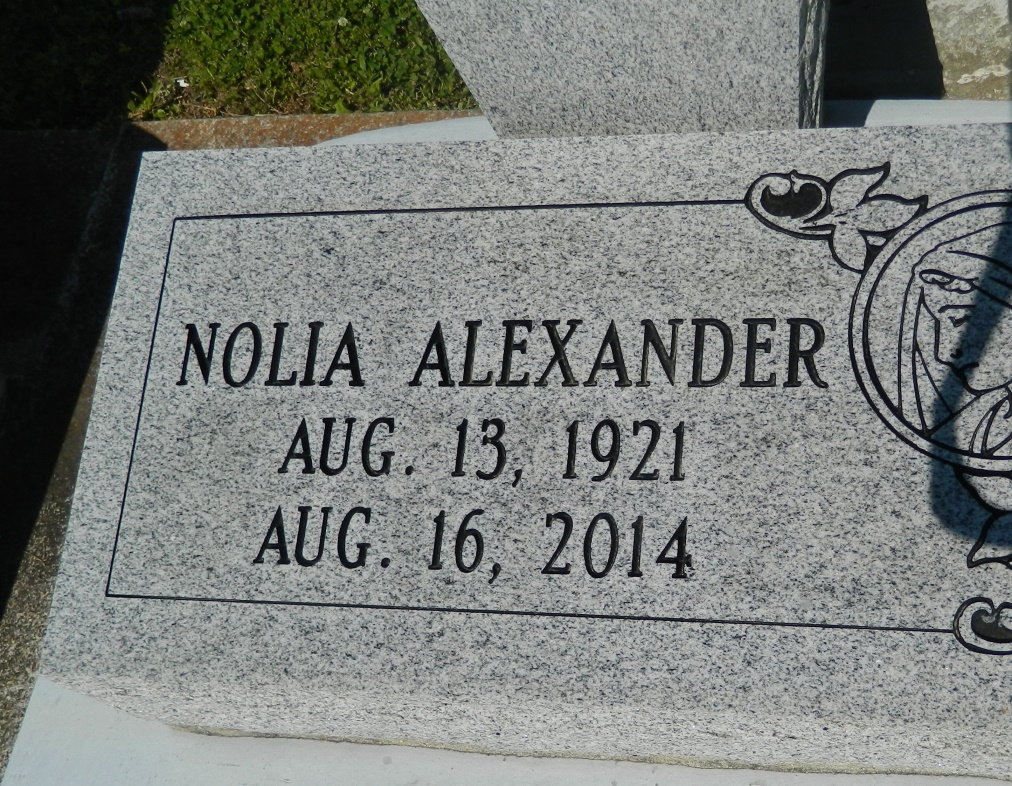 NOLIA ALEXANDER
AUG. 13, 1921
AUG. 16, 2014